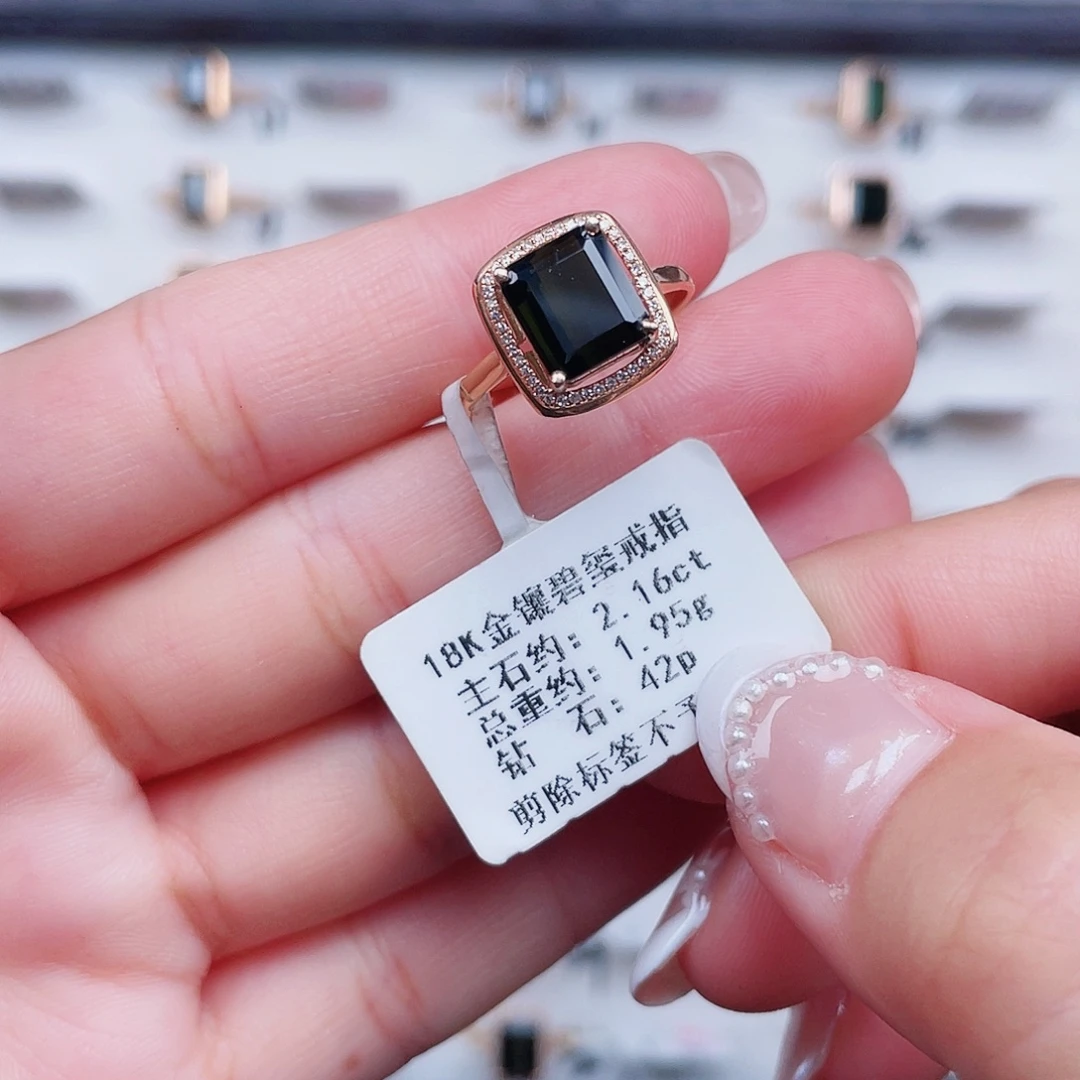 18K金镶碧玺戒指
主石约: 2.16ct
总重约: 1.95g
钻 石: 42p
剪除标签不予